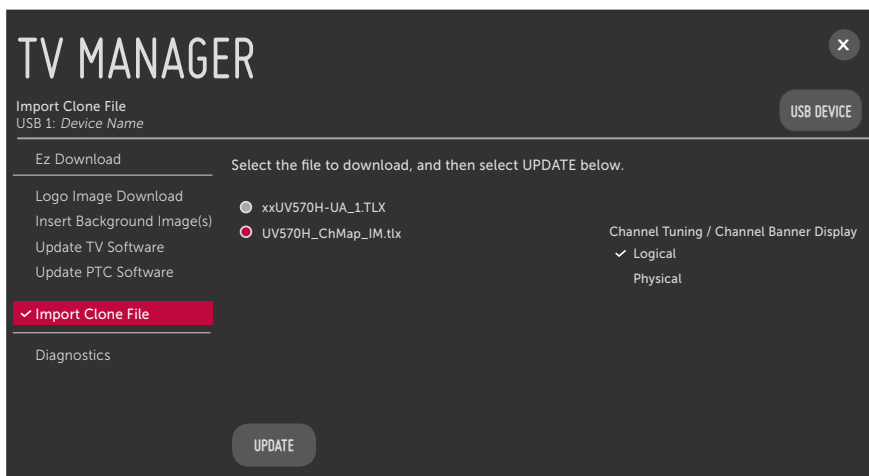 TV MANAGER
Import Clone File
USB 1: Device Name
USB DEVICE
Ez Download
Logo Image Download
Insert Background Image(s)
Update TV Software
Update PTC Software
Import Clone File
Diagnostics
Select the file to download, and then select UPDATE below.
xxUV570H-UA_1.TLX
UV570H_ChMap_IM.tlx
Channel Tuning / Channel Banner Display
Logical
Physical
UPDATE